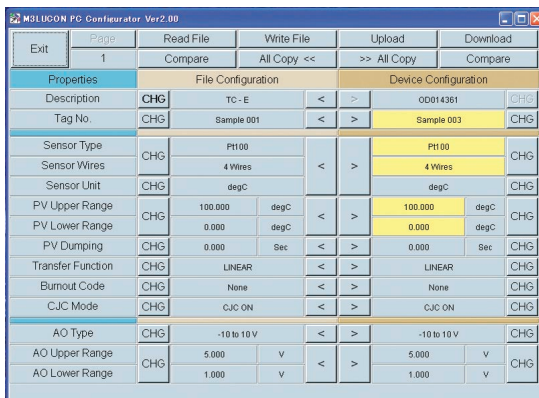 M3LUCON PC Configurator Ver2.00
Exit Page Read File Write File Upload Download
1 Compare All Copy << >> All Copy Compare
Properties File Configuration Device Configuration
Description CHG TC - E < > OD014361 CHG
Tag No. CHG Sample 001 < > Sample 003 CHG
Sensor Type CHG Pt100 < > Pt100 CHG
Sensor Wires 4 Wires 4 Wires
Sensor Unit CHG degC degC CHG
PV Upper Range CHG 100.000 degC < > 100.000 degC CHG
PV Lower Range 0.000 degC 0.000 degC
PV Dumping CHG 0.000 Sec < > 0.000 Sec CHG
Transfer Function CHG LINEAR < > LINEAR CHG
Burnout Code CHG None < > None CHG
CJC Mode CHG CJC ON < > CJC ON CHG
AO Type CHG -10 to 10 V < > -10 to 10 V CHG
AO Upper Range CHG 5.000 V < > 5.000 V CHG
AO Lower Range 1.000 V 1.000 V